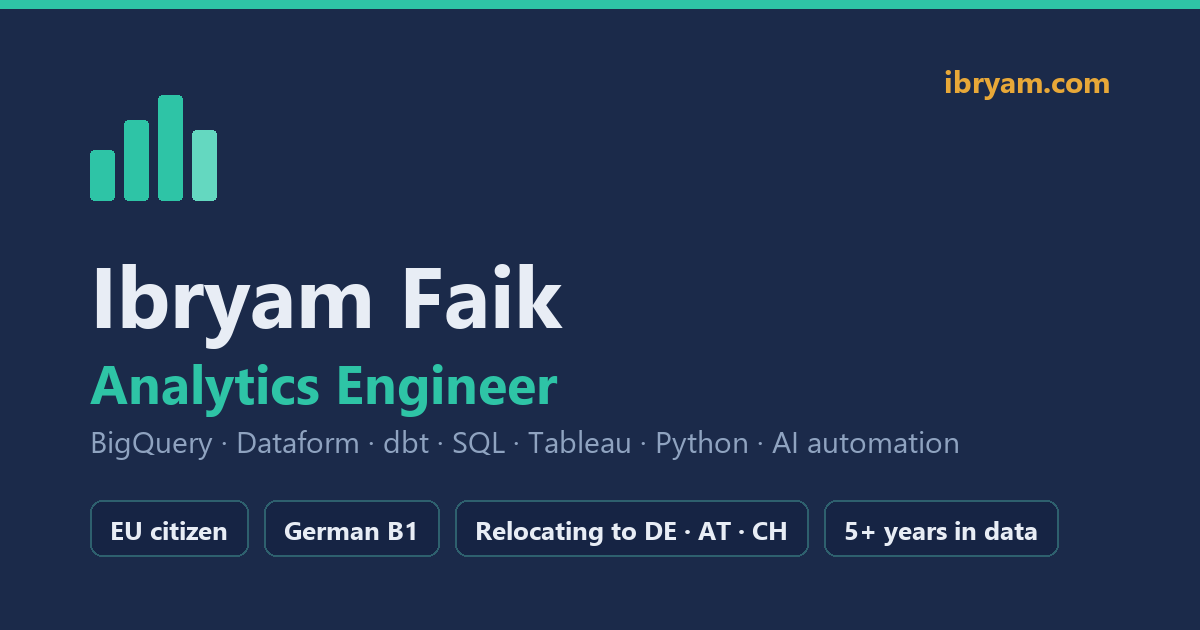 ibryam.com
Ibryam Faik
Analytics Engineer
BigQuery · Dataform · dbt · SQL · Tableau · Python · AI automation
EU citizen
German B1
Relocating to DE · AT · CH
5+ years in data